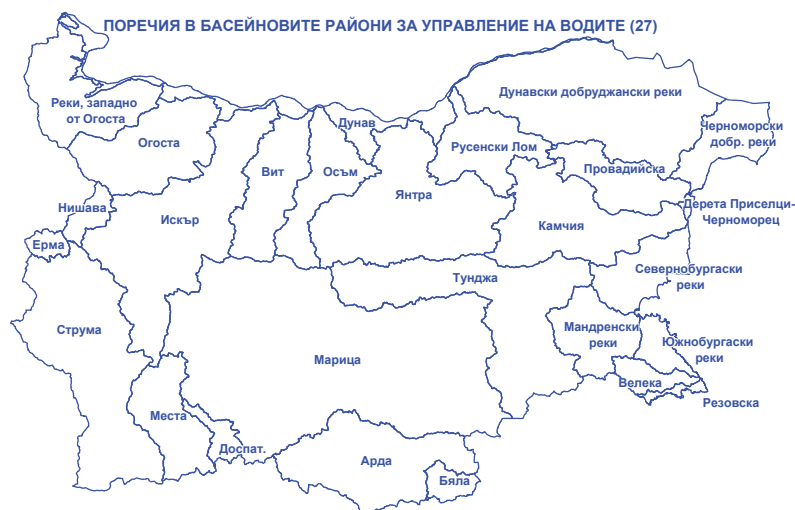 ПОРЕЧИЯ В БАСЕЙНОВИТЕ РАЙОНИ ЗА УПРАВЛЕНИЕ НА ВОДИТЕ (27)
Дунавски добруджански реки
Реки, западно
от Огоста
Дунав
Черноморски
добр. реки
Огоста
Русенски Лом
Вит
Осъм
Провадийска
Янтра
Нишава
Дерета Приселци-
Черноморец
Искър
Камчия
Ерма
Тунджа
Севернобургаски
реки
Струма
Мандренски
реки
Южнобургаски
реки
Марица
Велека
Резовска
Места
Доспат.
Арда
Бяла